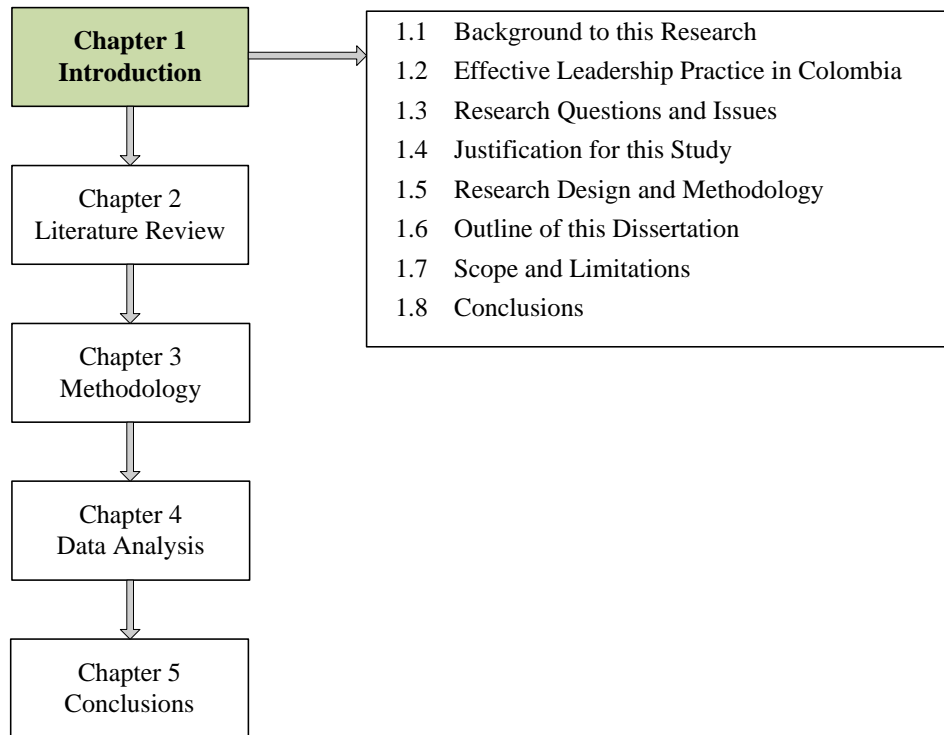 Chapter 1
Introduction
1.1 Background to this Research
1.2 Effective Leadership Practice in Colombia
1.3 Research Questions and Issues
1.4 Justification for this Study
1.5 Research Design and Methodology
1.6 Outline of this Dissertation
1.7 Scope and Limitations
1.8 Conclusions
Chapter 2
Literature Review
Chapter 3
Methodology
Chapter 4
Data Analysis
Chapter 5
Conclusions